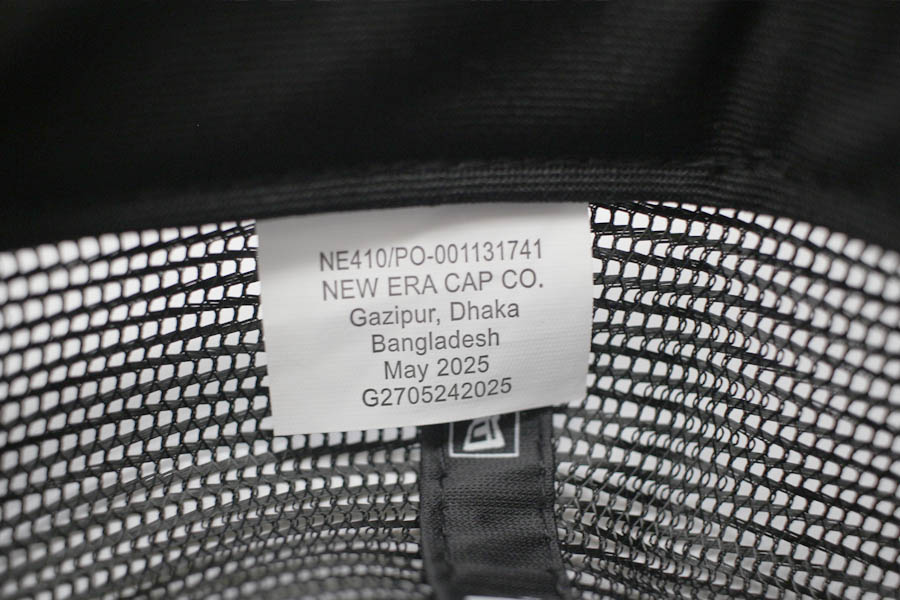 NE410/PO-001131741
NEW ERA CAP CO.
Gazipur, Dhaka
Bangladesh
May 2025
G2705242025